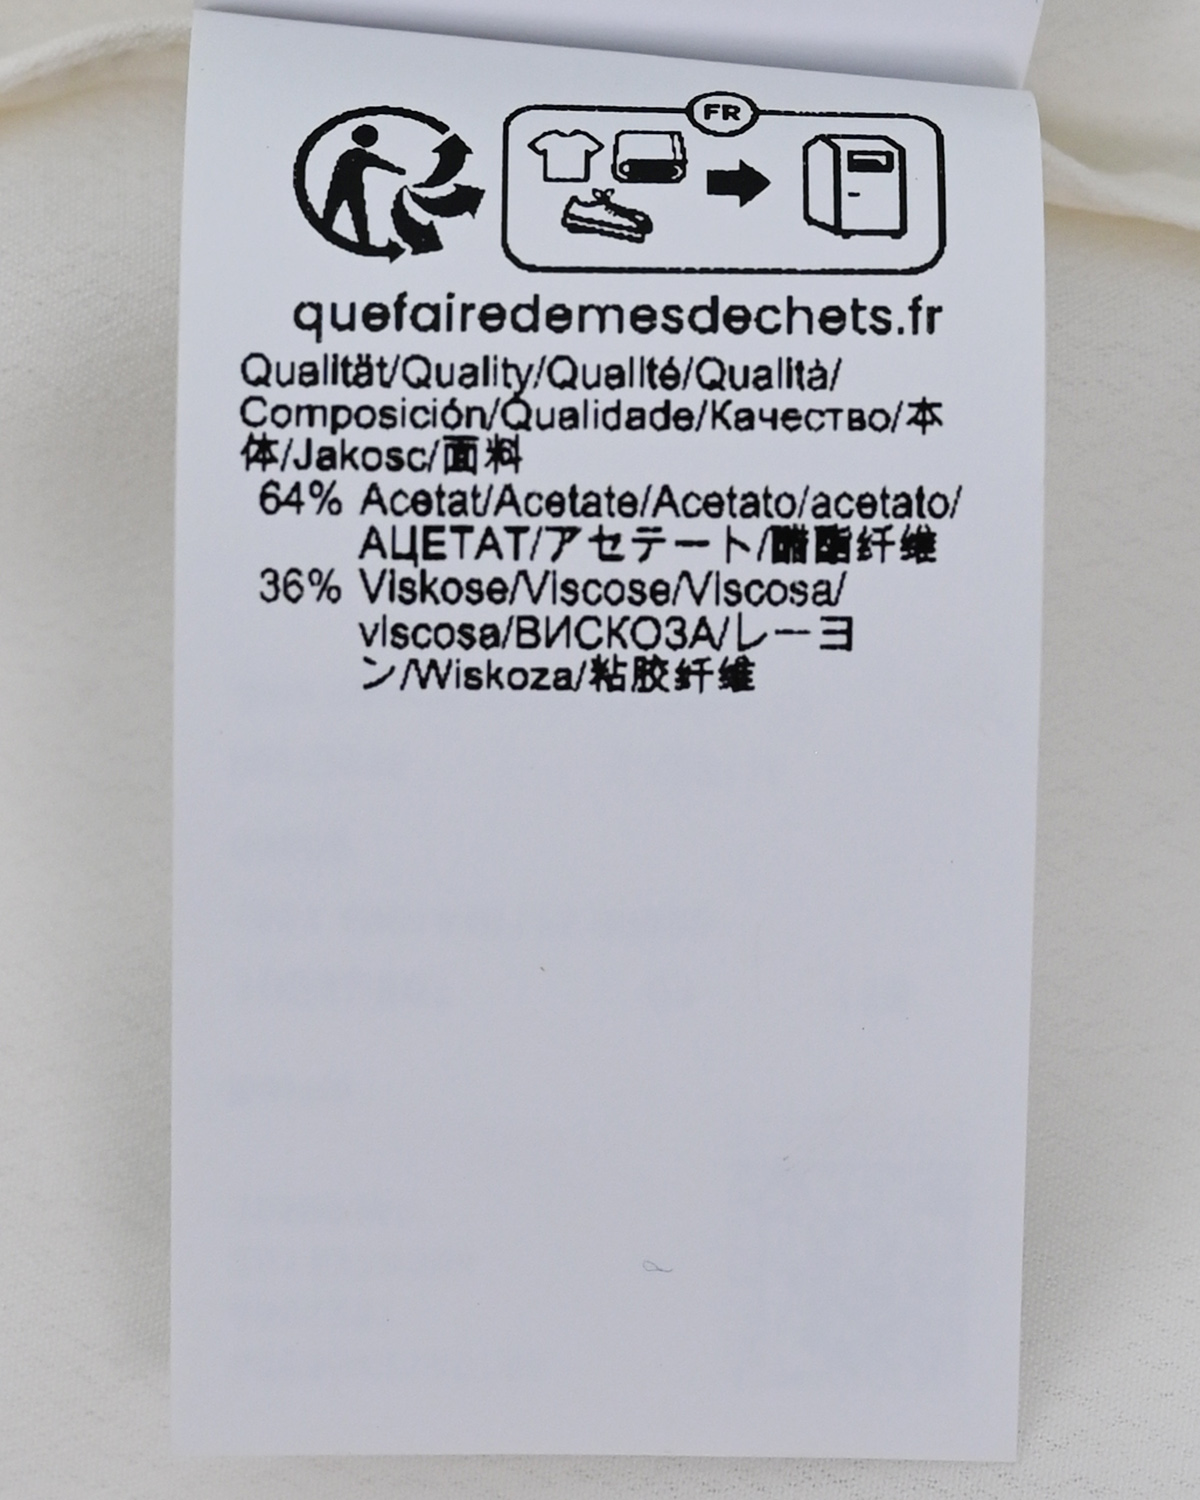 FR
quefairedemesdechets.fr
Qualität/Quality/Qualité/Qualità/
Composición/Qualidade/Качество/本
体/Jakosc/面料
64% Acetat/Acetate/Acetato/acetato/
АЦЕТАТ/アセテート/醋酯纤维
36% Viskose/Viscose/Viscosa/
viscosa/ВИСКОЗА/レーヨ
ン/Wiskoza/粘胶纤维